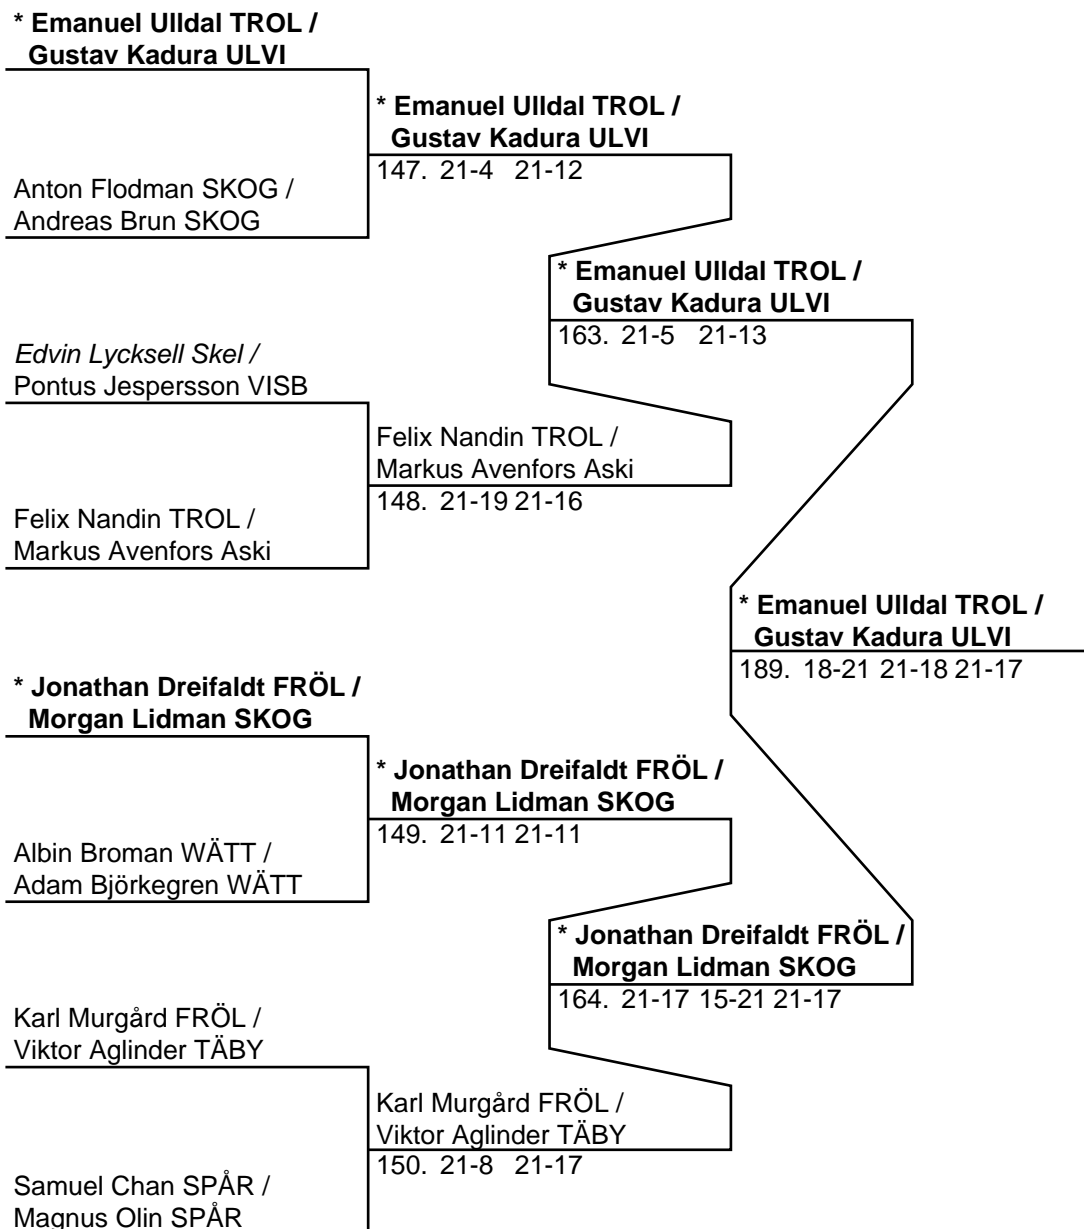 * Emanuel Ulldal TROL /
Gustav Kadura ULVI
* Emanuel Ulldal TROL /
Gustav Kadura ULVI
147. 21-4 21-12
Anton Flodman SKOG /
Andreas Brun SKOG
* Emanuel Ulldal TROL /
Gustav Kadura ULVI
163. 21-5 21-13
Edvin Lycksell Skel /
Pontus Jespersson VISB
Felix Nandin TROL /
Markus Avenfors Aski
148. 21-19 21-16
Felix Nandin TROL /
Markus Avenfors Aski
* Emanuel Ulldal TROL /
Gustav Kadura ULVI
189. 18-21 21-18 21-17
* Jonathan Dreifaldt FRÖL /
Morgan Lidman SKOG
* Jonathan Dreifaldt FRÖL /
Morgan Lidman SKOG
149. 21-11 21-11
Albin Broman WÄTT /
Adam Björkegren WÄTT
* Jonathan Dreifaldt FRÖL /
Morgan Lidman SKOG
164. 21-17 15-21 21-17
Karl Murgård FRÖL /
Viktor Aglinder TÄBY
Karl Murgård FRÖL /
Viktor Aglinder TÄBY
150. 21-8 21-17
Samuel Chan SPÅR /
Magnus Olin SPÅR